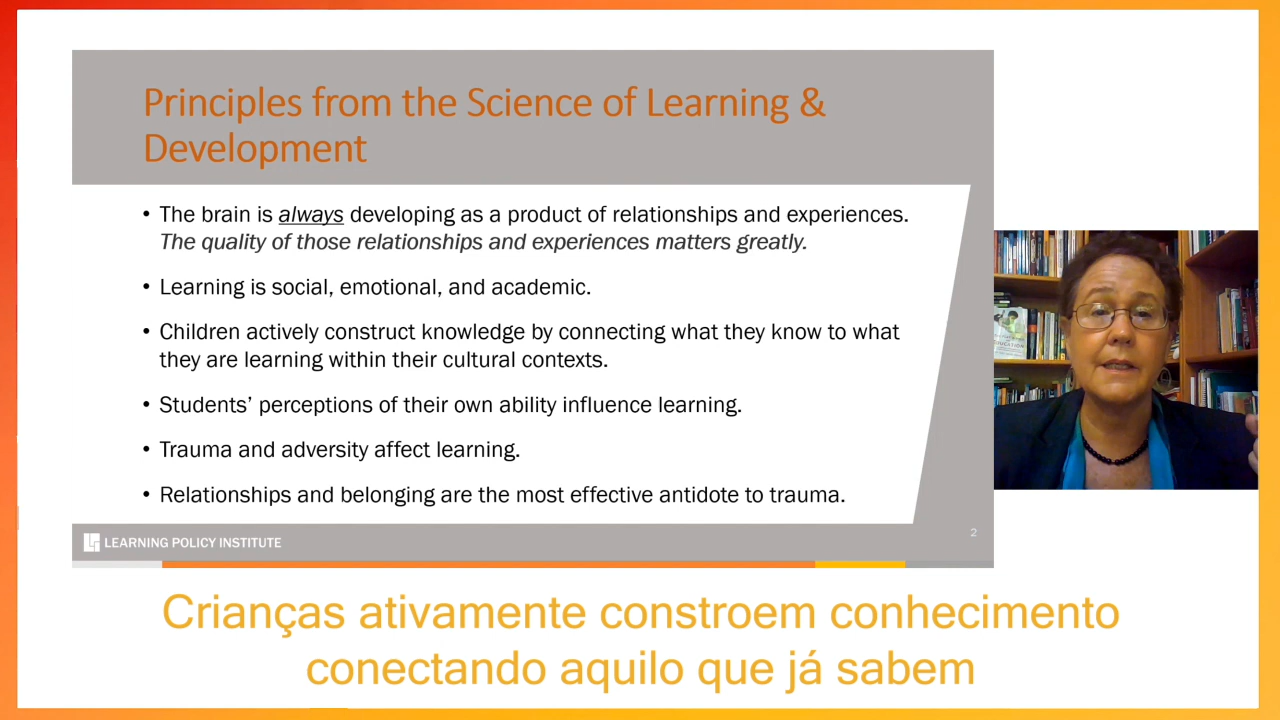 Principles from the Science of Learning &
Development
• The brain is always developing as a product of relationships and experiences.
The quality of those relationships and experiences matters greatly.
• Learning is social, emotional, and academic.
• Children actively construct knowledge by connecting what they know to what
they are learning within their cultural contexts.
• Students’ perceptions of their own ability influence learning.
• Trauma and adversity affect learning.
• Relationships and belonging are the most effective antidote to trauma.
LEARNING POLICY INSTITUTE
2
Crianças ativamente constroem conhecimento
conectando aquilo que já sabem